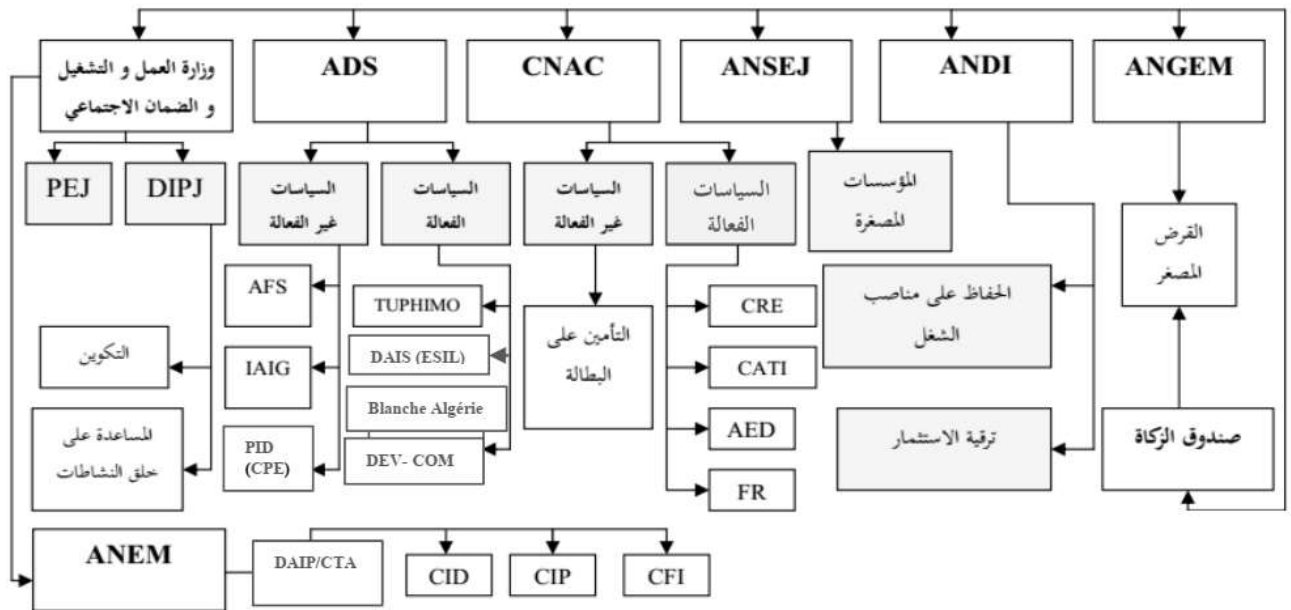 وزارة العمل و التشغيل
و الضمان الاجتماعي
ADS
CNAC
ANSEJ
ANDI
ANGEM
PEJ
DIPJ
السياسات
غير الفعالة
السياسات
الفعالة
السياسات
غير الفعالة
السياسات
الفعالة
المؤسسات
المصغرة
القرض
المصغر
AFS
TUPHIMO
التأمين على
البطالة
CRE
الحفاظ على مناصب
الشغل
التكوين
IAIG
DAIS (ESIL)
CATI
Blanche Algérie
المساعدة على
خلق النشاطات
PID
(CPE)
DEV- COM
AED
ترقية الاستثمار
صندوق الزكاة
FR
ANEM
DAIP/CTA
CID
CIP
CFI